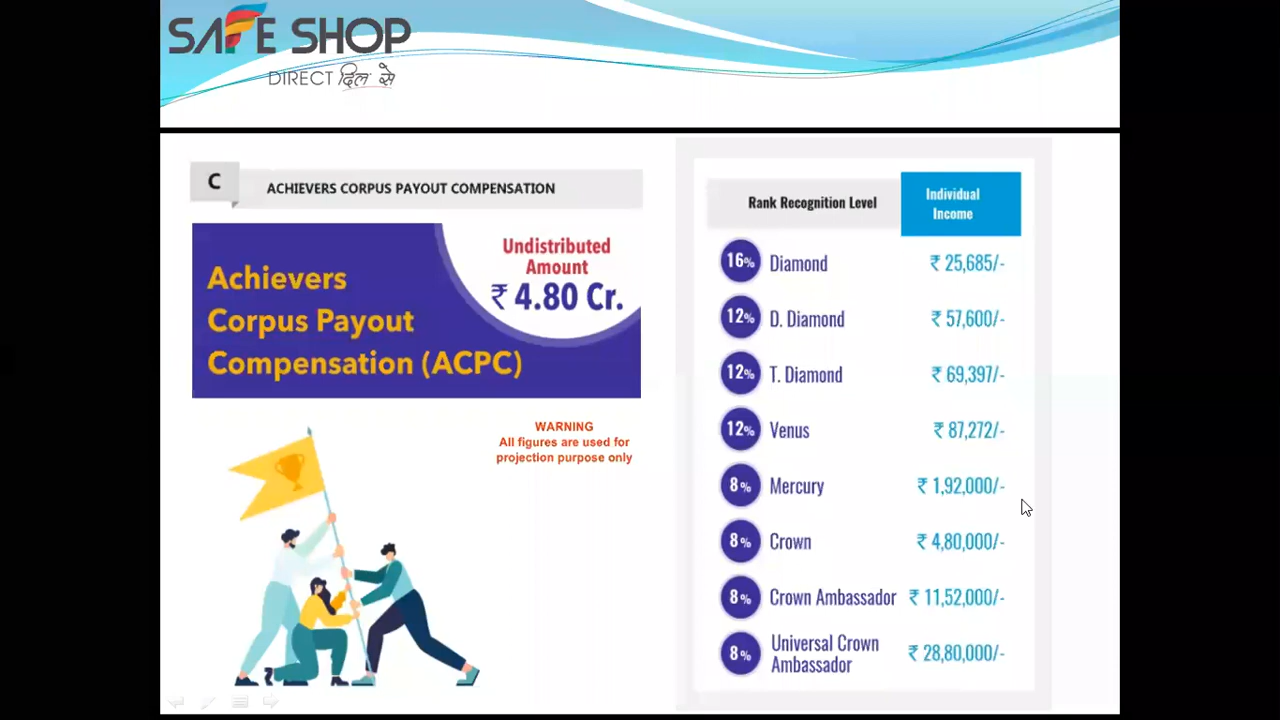 SAFE SHOP
DIRECT दिल से
C
ACHIEVERS CORPUS PAYOUT COMPENSATION
Achievers
Corpus Payout
Compensation (ACPC)
Undistributed
Amount
₹ 4.80 Cr.
WARNING
All figures are used for
projection purpose only
Rank Recognition Level
Individual
Income
16% Diamond ₹ 25,685/-
12% D. Diamond ₹ 57,600/-
12% T. Diamond ₹ 69,397/-
12% Venus ₹ 87,272/-
8% Mercury ₹ 1,92,000/-
8% Crown ₹ 4,80,000/-
8% Crown Ambassador ₹ 11,52,000/-
8% Universal Crown
Ambassador ₹ 28,80,000/-